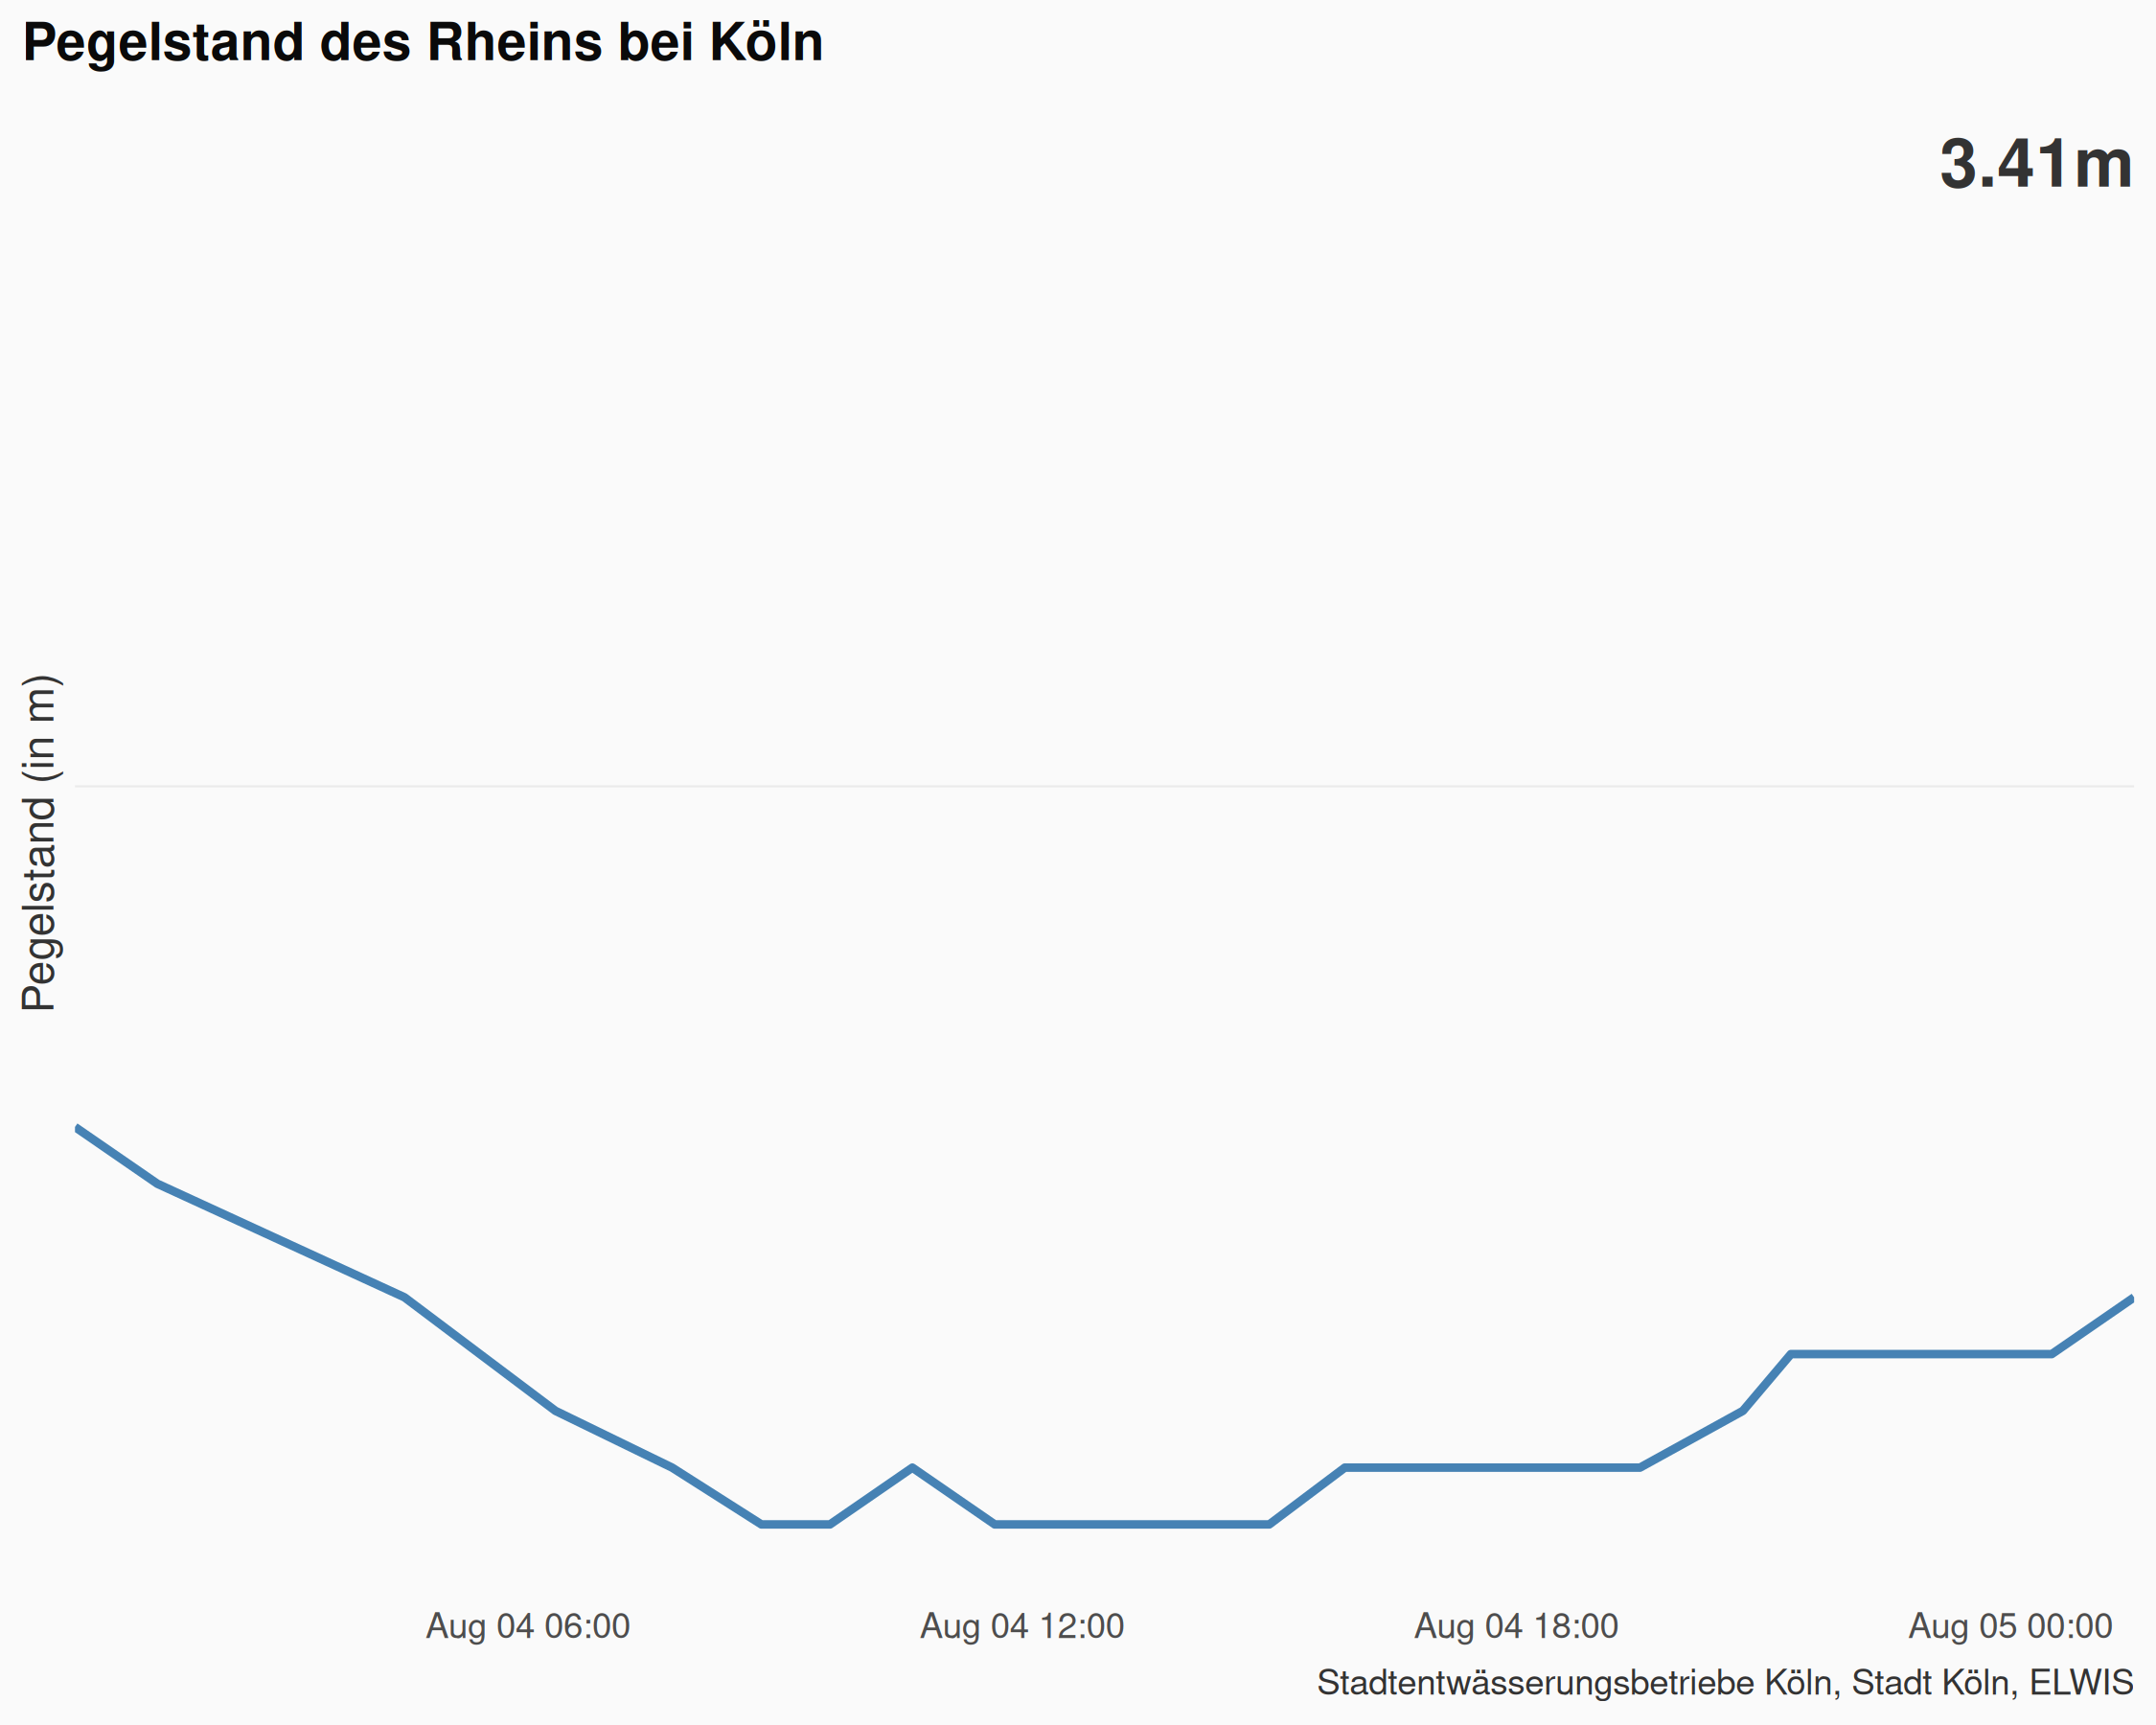 Pegelstand des Rheins bei Köln
3.41m
Pegelstand (in m)
Aug 04 06:00
Aug 04 12:00
Aug 04 18:00
Aug 05 00:00
Stadtentwässerungsbetriebe Köln, Stadt Köln, ELWIS